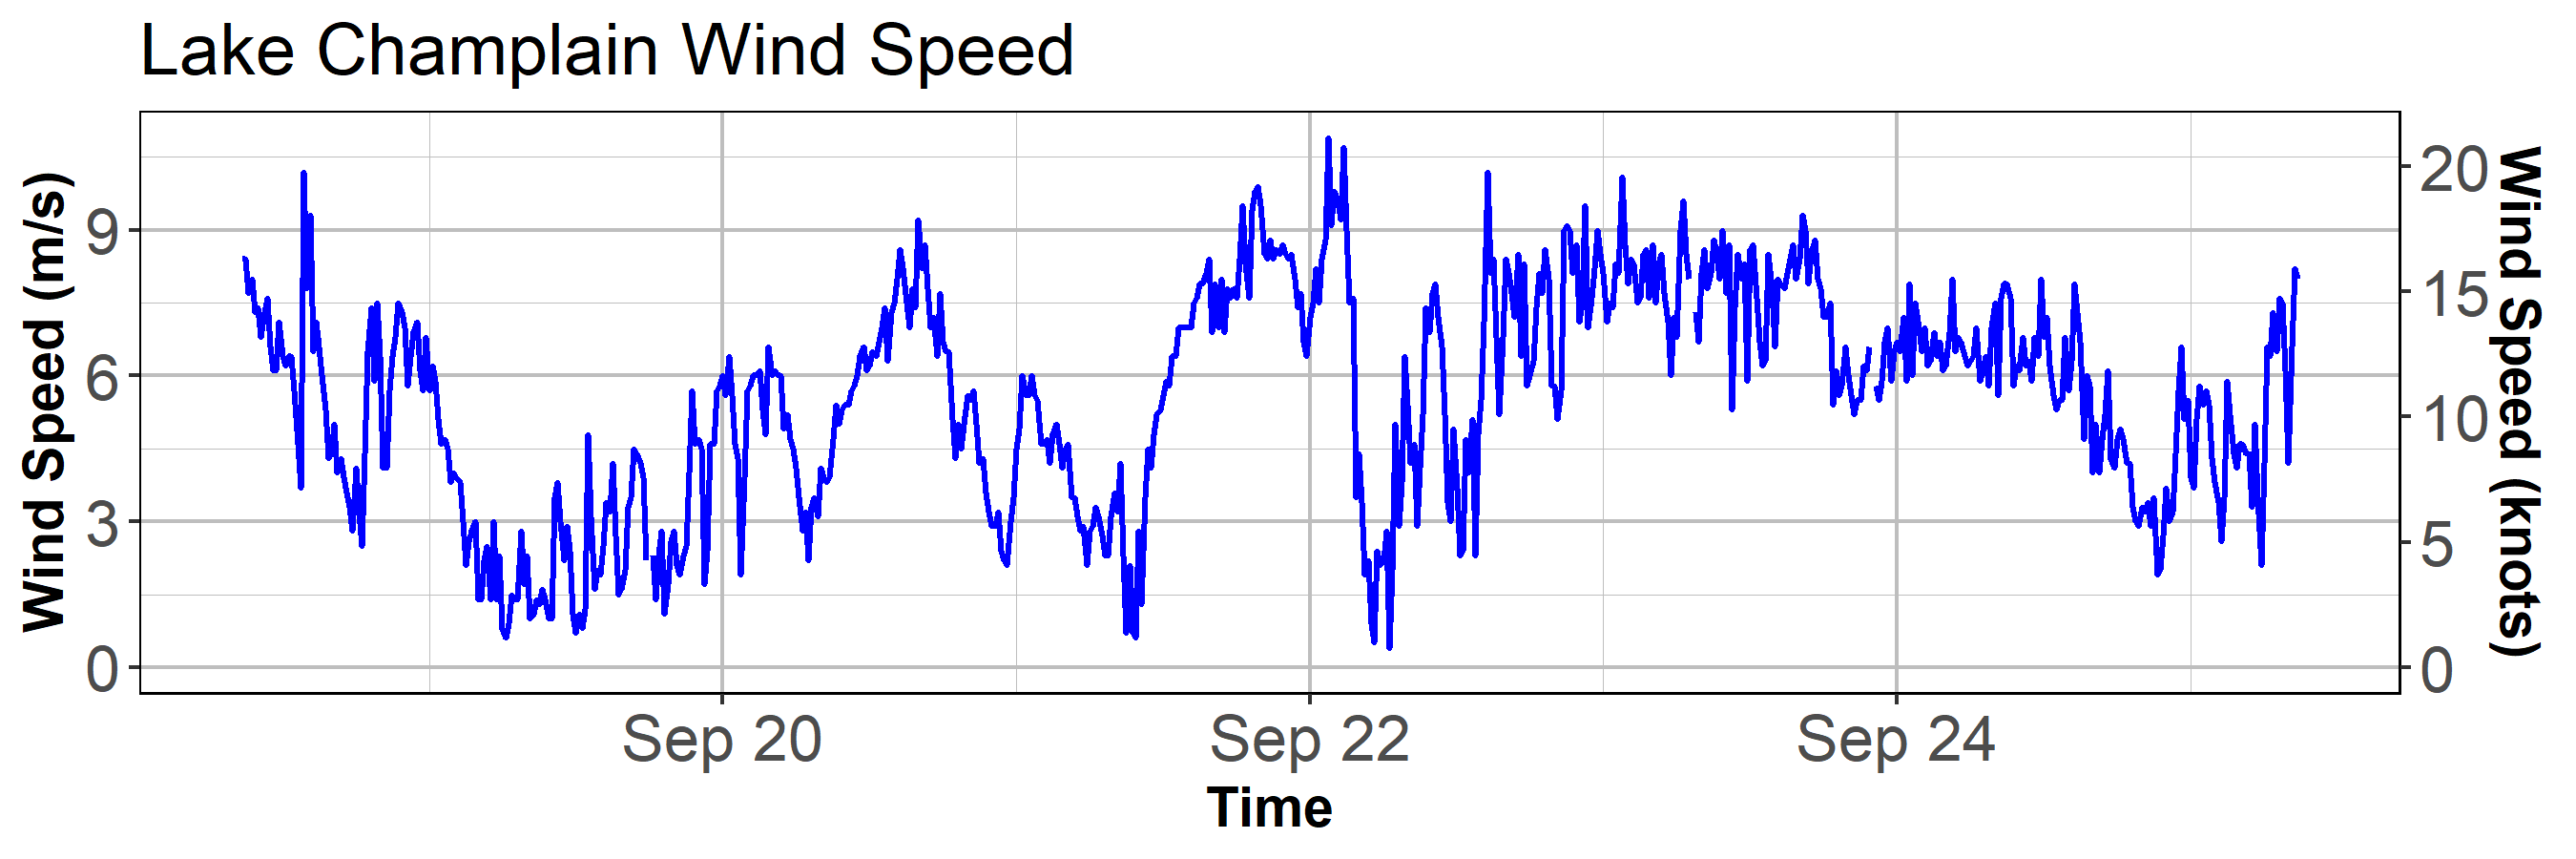 Lake Champlain Wind Speed
Wind Speed (m/s)
9
6
3
0
20
15
10
5
0
Wind Speed (knots)
Sep 20
Sep 22
Sep 24
Time